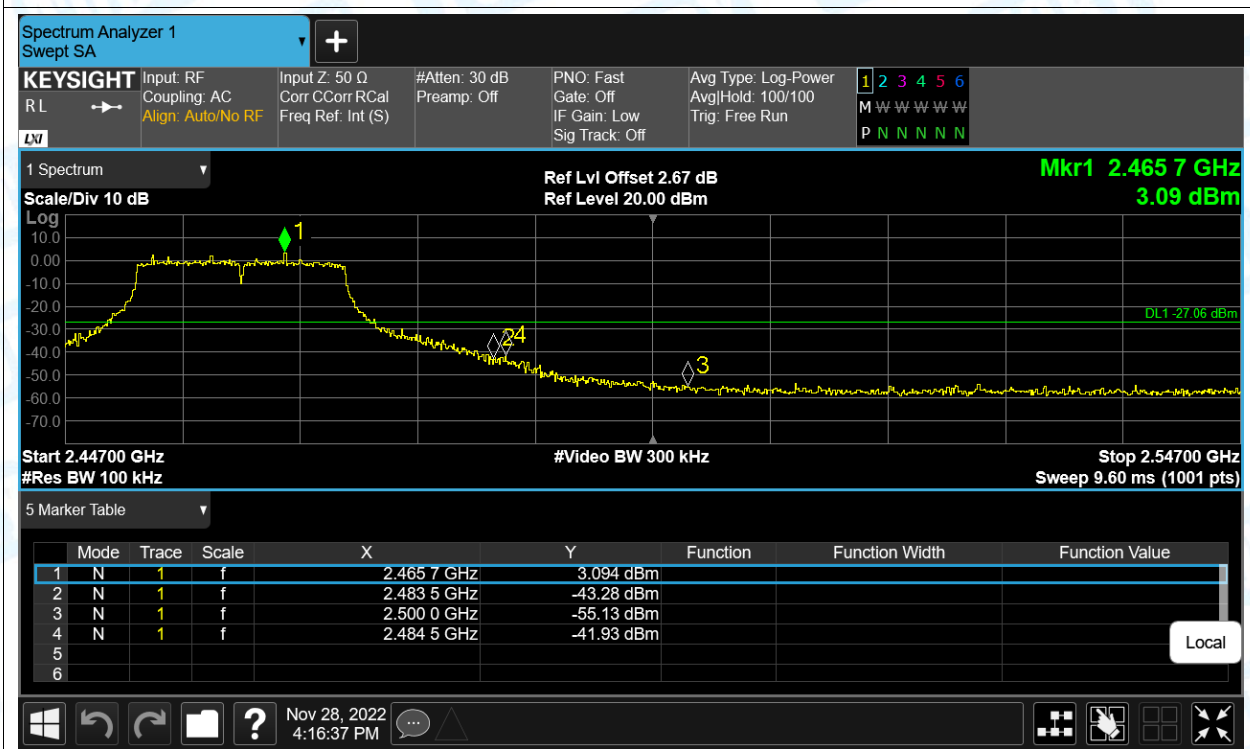 Spectrum Analyzer 1
Swept SA
+
KEYSIGHT Input: RF Input Z: 50 Ω #Atten: 30 dB PNO: Fast Avg Type: Log-Power 1 2 3 4 5 6
R L Coupling: AC Corr CCorr RCal Preamp: Off Gate: Off Avg|Hold: 100/100 M W W W W W
Align: Auto/No RF Freq Ref: Int (S) IF Gain: Low Trig: Free Run
LXI Sig Track: Off P N N N N N
1 Spectrum Ref Lvl Offset 2.67 dB Mkr1 2.465 7 GHz
Scale/Div 10 dB Ref Level 20.00 dBm 3.09 dBm
Log
10.0
1
0.00
-10.0
-20.0
DL1 -27.06 dBm
-30.0
24
-40.0
3
-50.0
-60.0
-70.0
Start 2.44700 GHz #Video BW 300 kHz Stop 2.54700 GHz
#Res BW 100 kHz Sweep 9.60 ms (1001 pts)
5 Marker Table
Mode Trace Scale X Y Function Function Width Function Value
1 N 1 f 2.465 7 GHz 3.094 dBm
2 N 1 f 2.483 5 GHz -43.28 dBm
3 N 1 f 2.500 0 GHz -55.13 dBm
4 N 1 f 2.484 5 GHz -41.93 dBm
5
6
Local
? Nov 28, 2022
4:16:37 PM